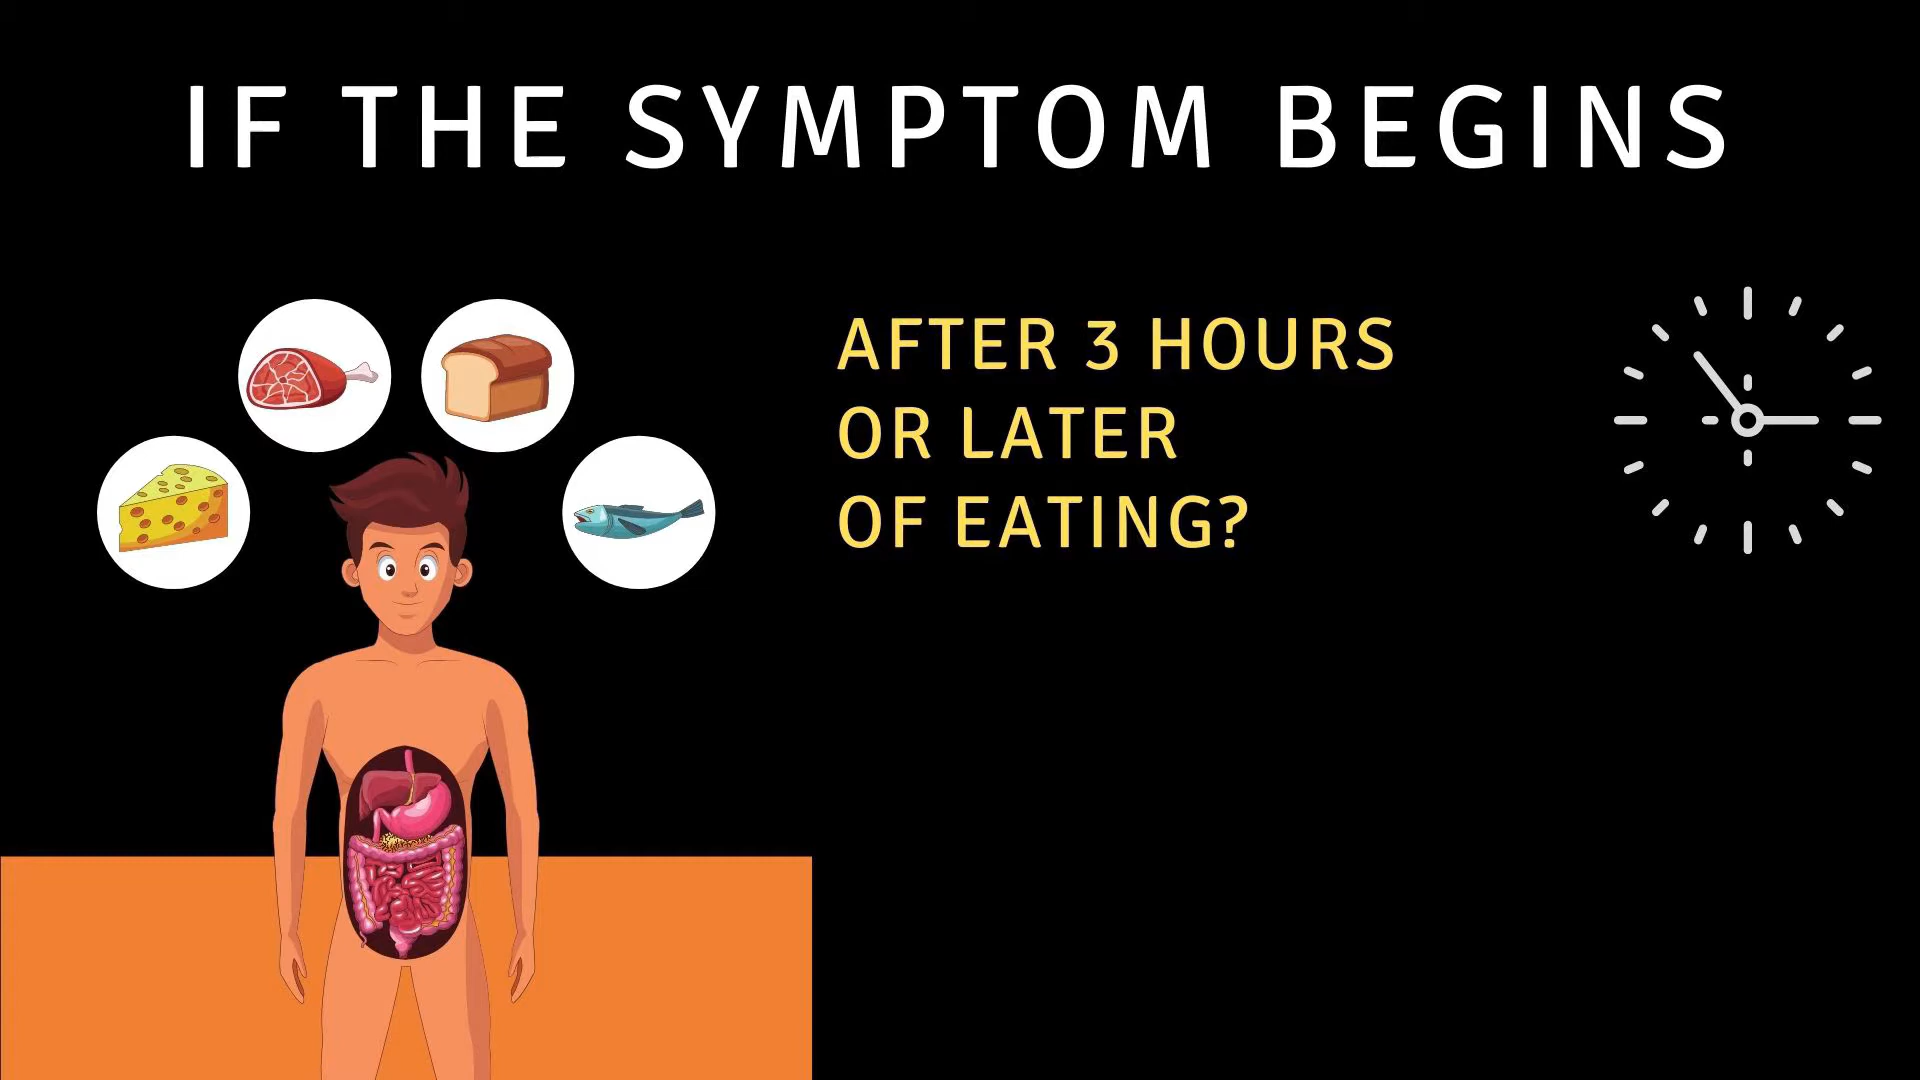 IF THE SYMPTOM BEGINS
AFTER 3 HOURS
OR LATER
OF EATING?